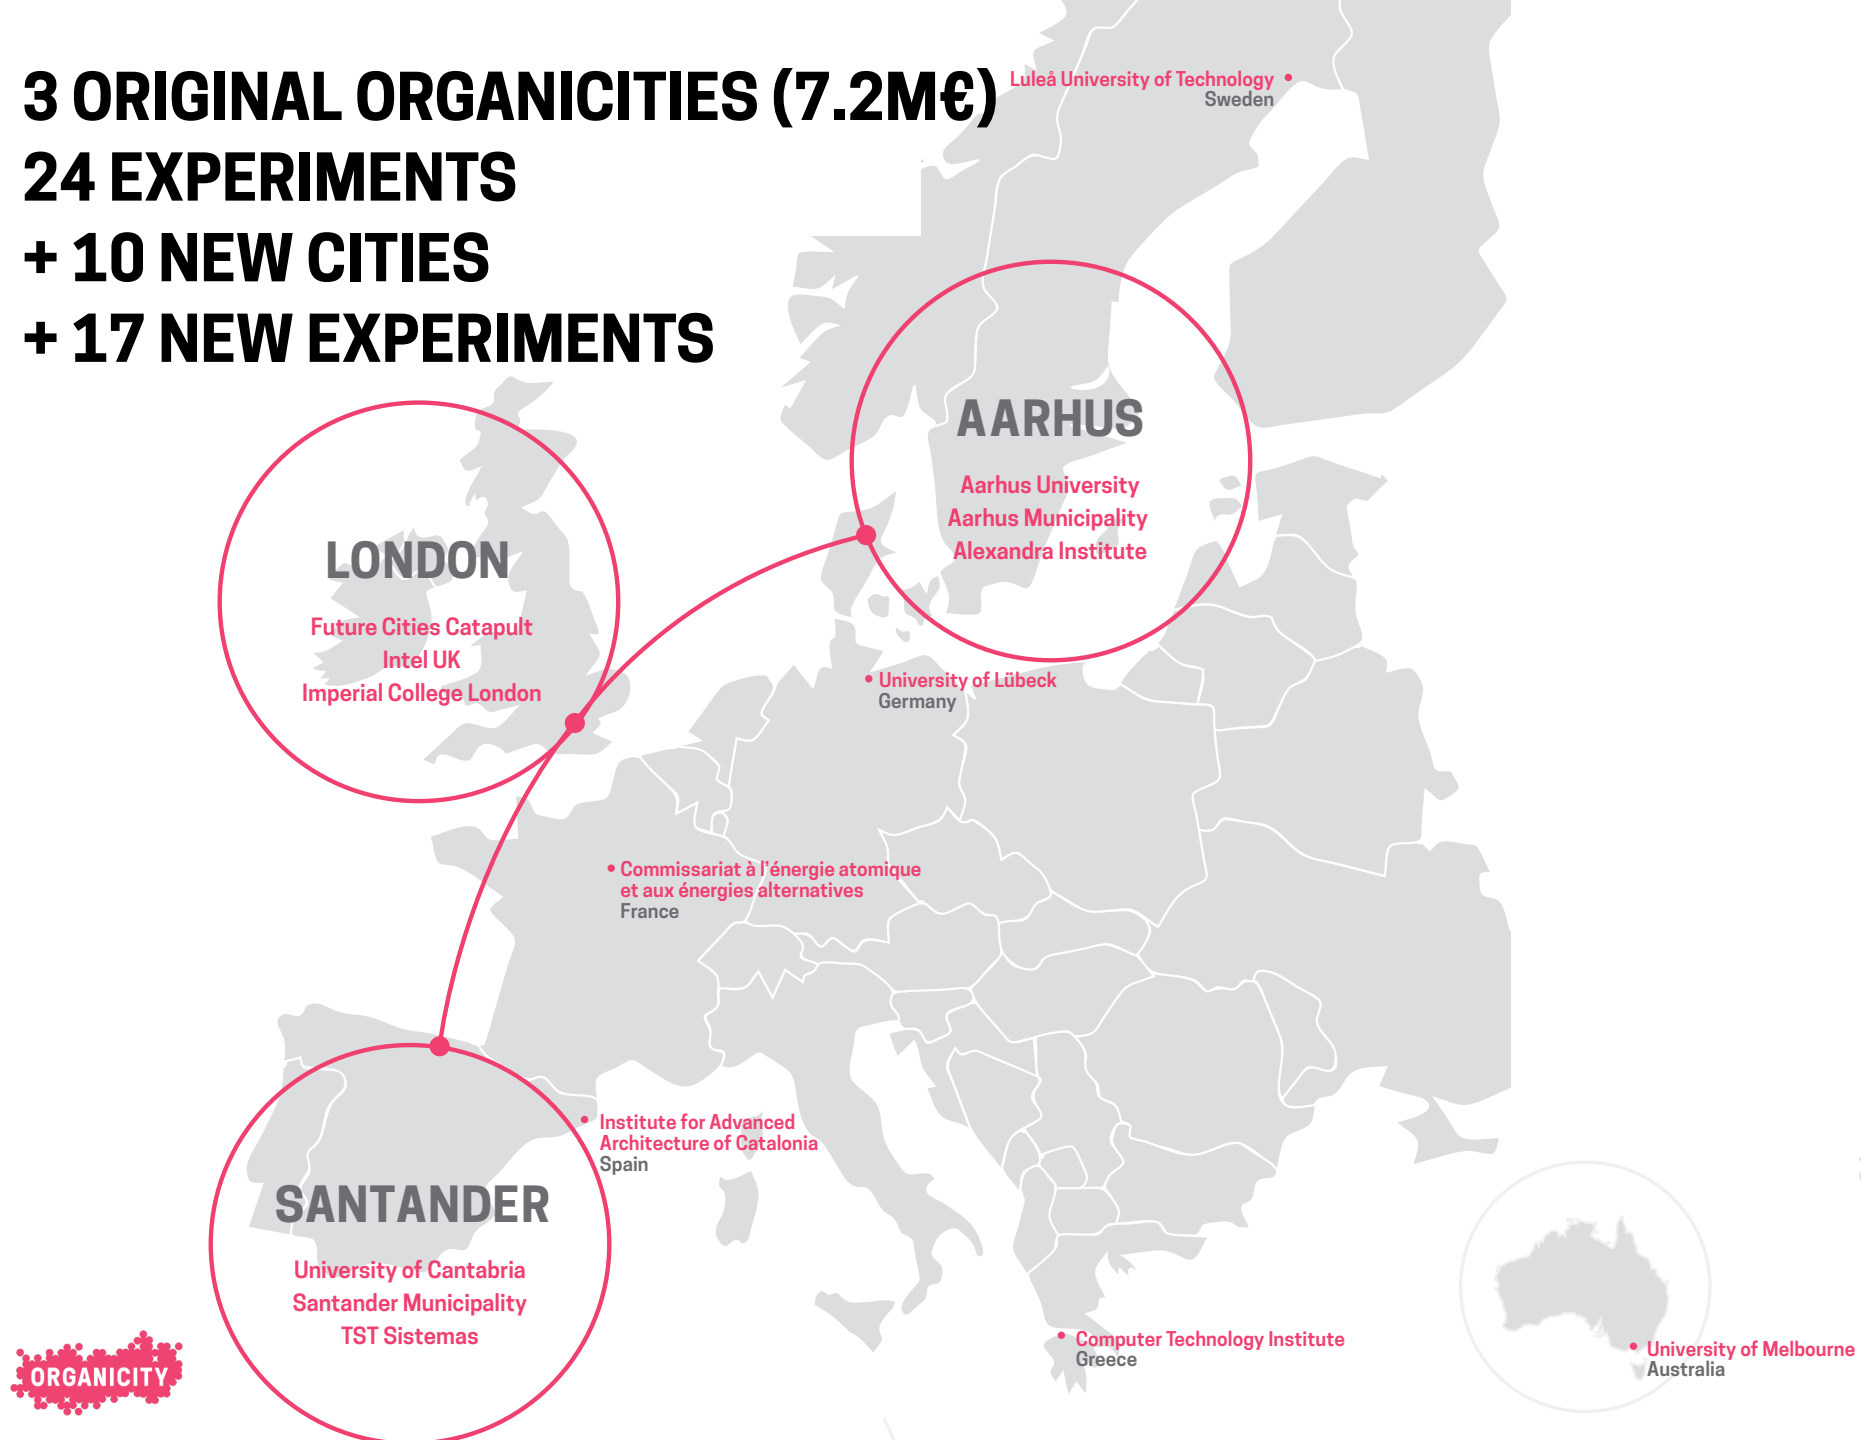 3 ORIGINAL ORGANICITIES (7.2M€)
24 EXPERIMENTS
+ 10 NEW CITIES
+ 17 NEW EXPERIMENTS
Luleå University of Technology
Sweden
AARHUS
Aarhus University
Aarhus Municipality
Alexandra Institute
LONDON
Future Cities Catapult
Intel UK
Imperial College London
University of Lübeck
Germany
Commissariat à l'énergie atomique
et aux énergies alternatives
France
Institute for Advanced
Architecture of Catalonia
Spain
SANTANDER
University of Cantabria
Santander Municipality
TST Sistemas
Computer Technology Institute
Greece
University of Melbourne
Australia
ORGANICITY